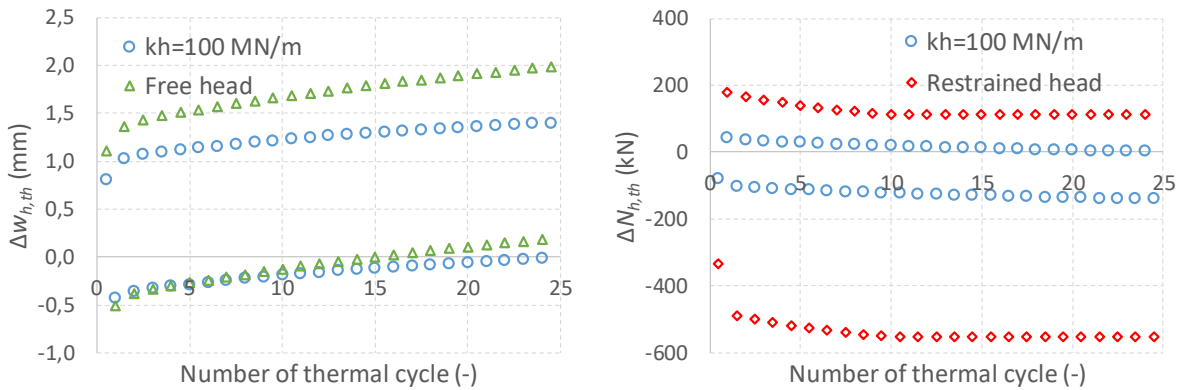 2,5
2,0
1,5
1,0
0,5
0,0
-0,5
-1,0
Δw_{h,th} (mm)
kh=100 MN/m
Free head
0 5 10 15 20 25
Number of thermal cycle (-)
400
200
0
-200
-400
-600
ΔN_{h,th} (kN)
kh=100 MN/m
Restrained head
0 5 10 15 20 25
Number of thermal cycle (-)